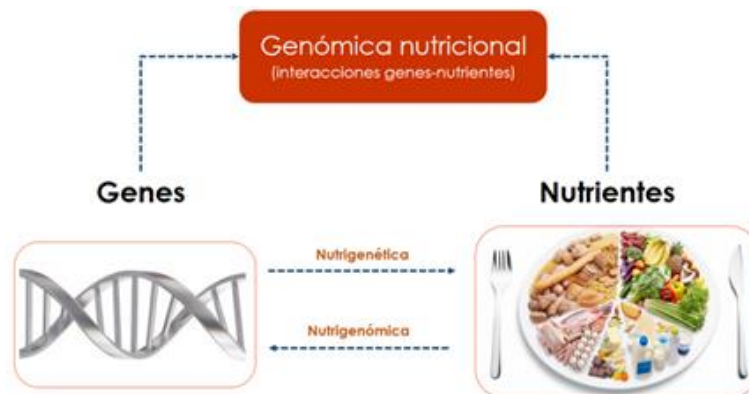 Genómica nutricional
(interacciones genes-nutrientes)
Genes
Nutrientes
Nutrigenética
Nutrigenómica